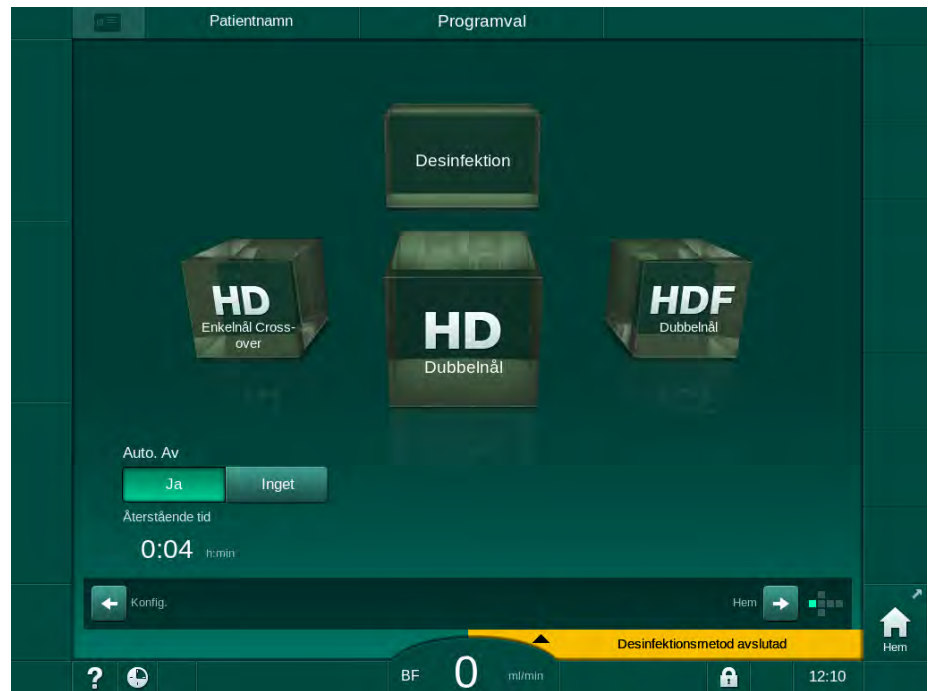 Patientnamn
Programval
Desinfektion
HD
Enkelnål Cross-
over
HD
Dubbelnål
HDF
Dubbelnål
Auto. Av
Ja
Inget
Återstående tid
0:04 h:min
Konfig.
Hem
Desinfektionsmetod avslutad
Hem
?
BF 0 ml/min
12:10